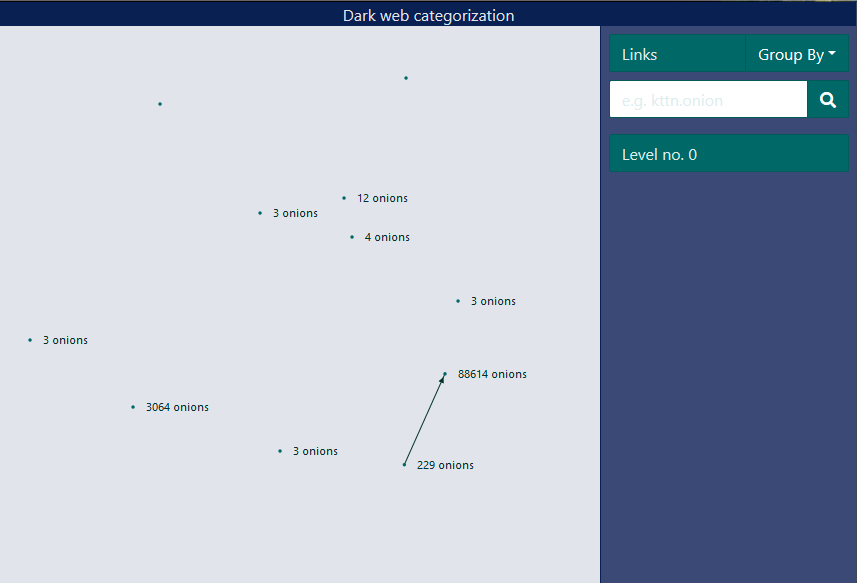 Dark web categorization
Links
Group By
e.g. kttn.onion
Level no. 0
12 onions
3 onions
4 onions
3 onions
3 onions
88614 onions
3064 onions
3 onions
229 onions